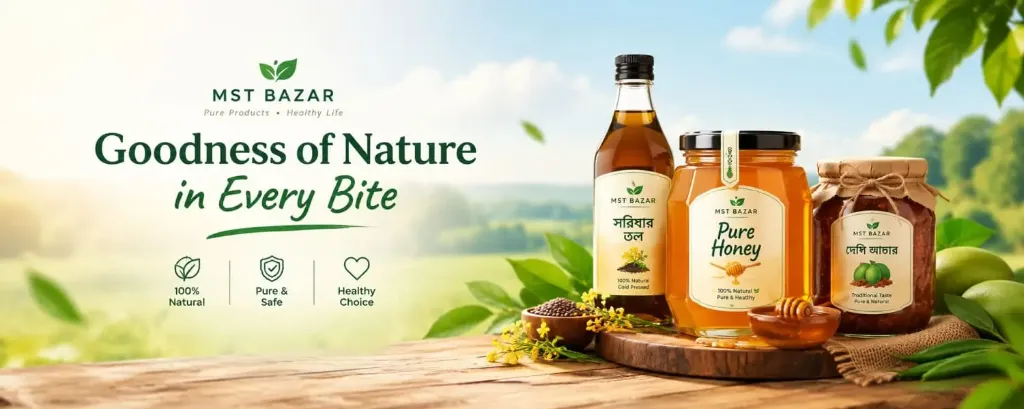 MST BAZAR
Pure Products • Healthy Life
Goodness of Nature
in Every Bite
100%
Natural
Pure &
Safe
Healthy
Choice
MST BAZAR
সরিষার
তল
100% Natural
Cold Pressed
MST BAZAR
Pure
Honey
100% Natural
Pure & Healthy
MST BAZAR
দেশি আচার
Traditional Taste
Pure & Natural